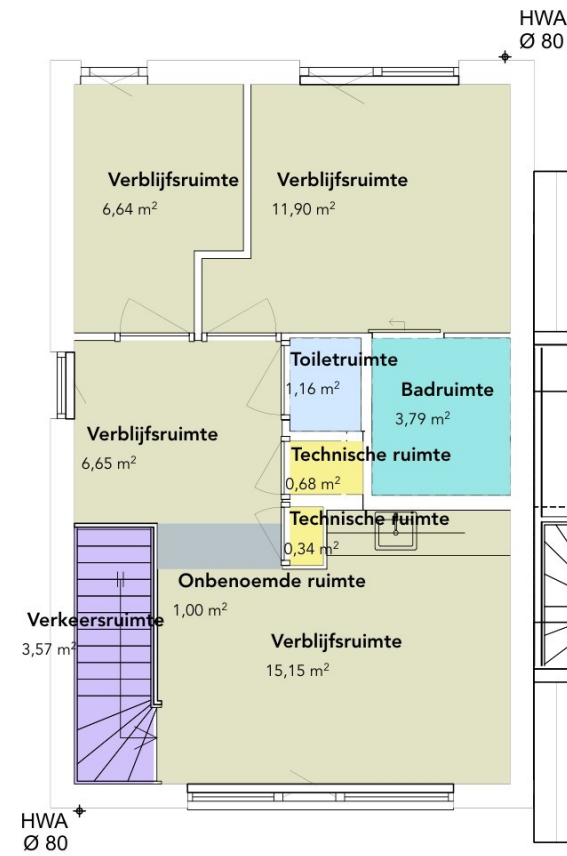 HWA
Ø 80
Verblijfsruimte
6,64 m²
Verblijfsruimte
11,90 m²
Toiletruimte
1,16 m²
Badruimte
3,79 m²
Verblijfsruimte
6,65 m²
Technische ruimte
0,68 m²
Technische ruimte
0,34 m²
Onbenoemde ruimte
1,00 m²
Verkeersruimte
3,57 m²
Verblijfsruimte
15,15 m²
HWA
Ø 80